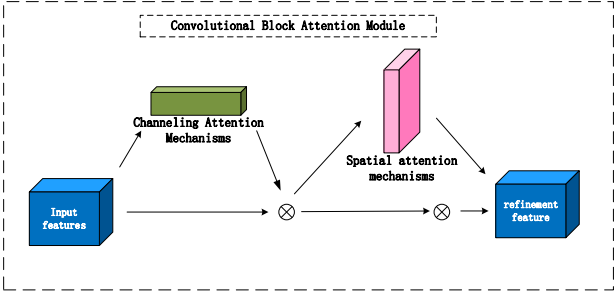 Convolutional Block Attention Module
Channeling Attention
Mechanisms
Spatial attention
mechanisms
Input
features
refinement
feature